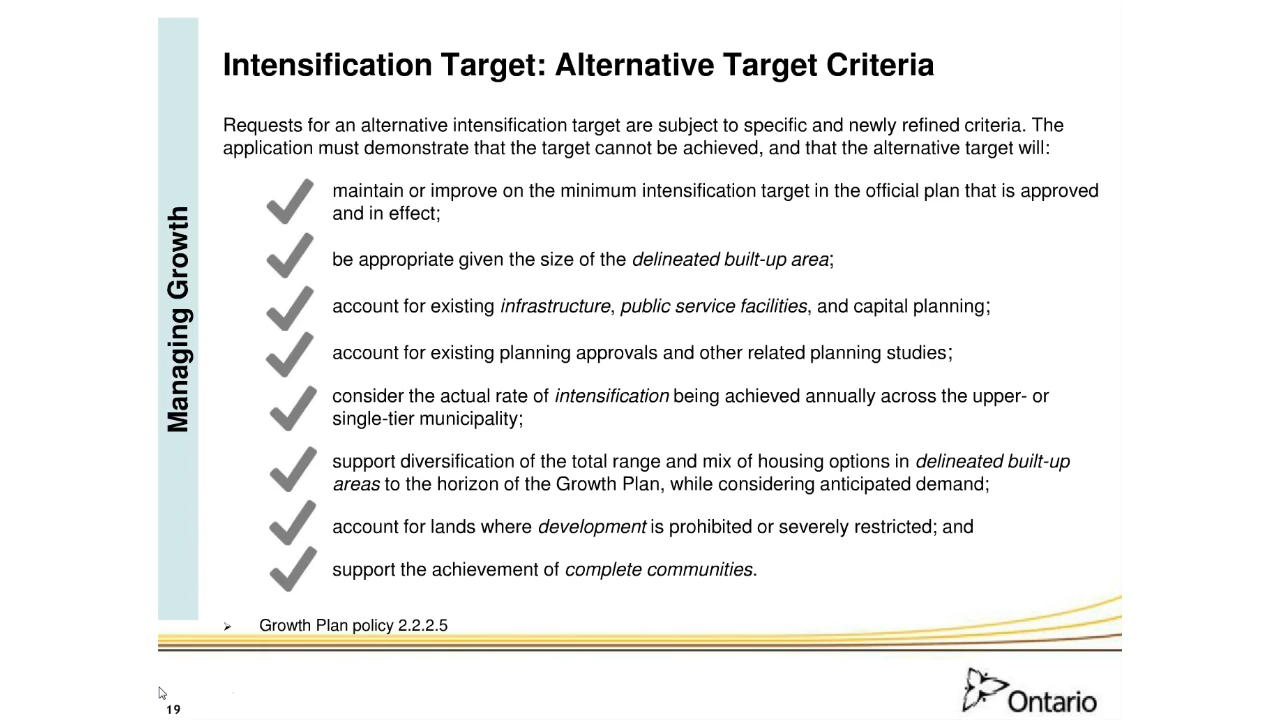 Intensification Target: Alternative Target Criteria
Requests for an alternative intensification target are subject to specific and newly refined criteria. The
application must demonstrate that the target cannot be achieved, and that the alternative target will:
maintain or improve on the minimum intensification target in the official plan that is approved
and in effect;
be appropriate given the size of the delineated built-up area;
account for existing infrastructure, public service facilities, and capital planning;
account for existing planning approvals and other related planning studies;
consider the actual rate of intensification being achieved annually across the upper- or
single-tier municipality;
support diversification of the total range and mix of housing options in delineated built-up
areas to the horizon of the Growth Plan, while considering anticipated demand;
account for lands where development is prohibited or severely restricted; and
support the achievement of complete communities.
Growth Plan policy 2.2.2.5
Managing Growth
19
Ontario